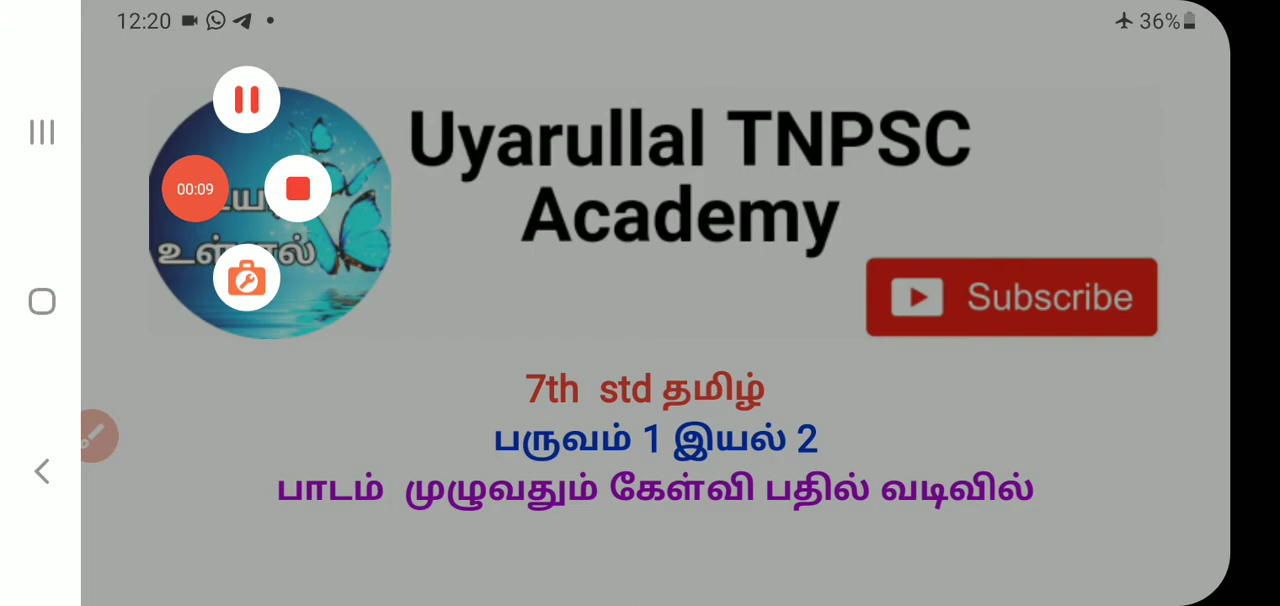 12:20
36%
00:09
Uyarullal TNPSC
Academy
உள்ளால்
Subscribe
7th std தமிழ்
பருவம் 1 இயல் 2
பாடம் முழுவதும் கேள்வி பதில் வடிவில்